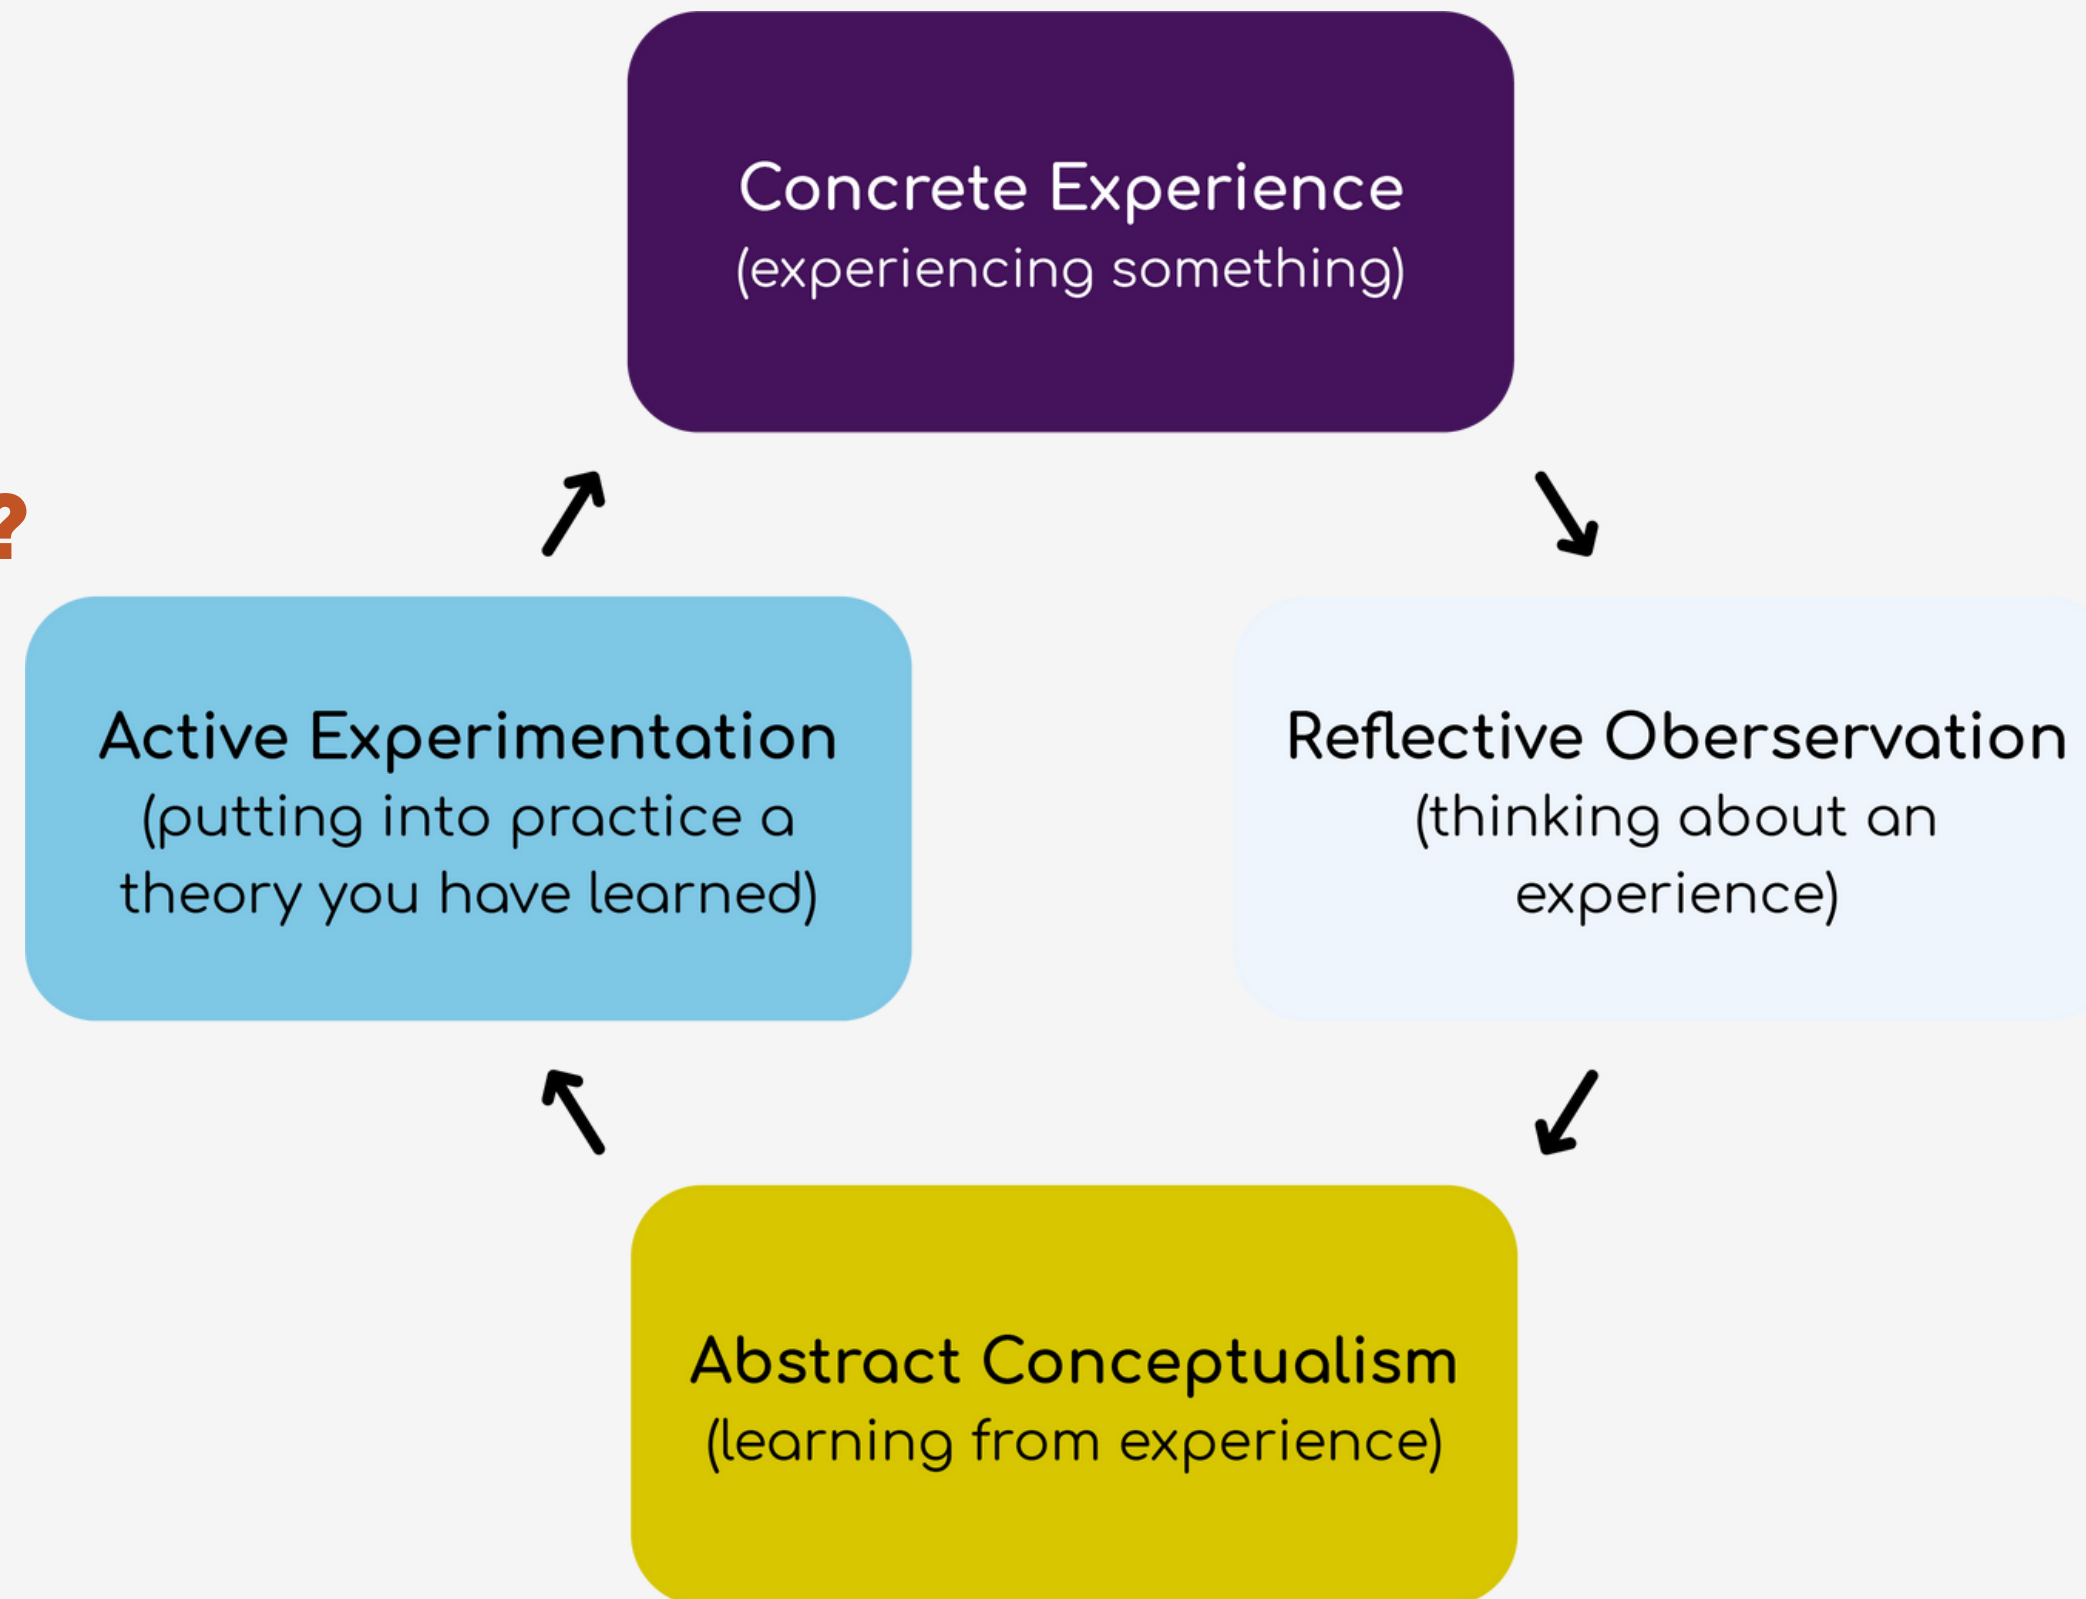 Concrete Experience
(experiencing something)
?
Active Experimentation
(putting into practice a
theory you have learned)
Reflective Oberservation
(thinking about an
experience)
Abstract Conceptualism
(learning from experience)